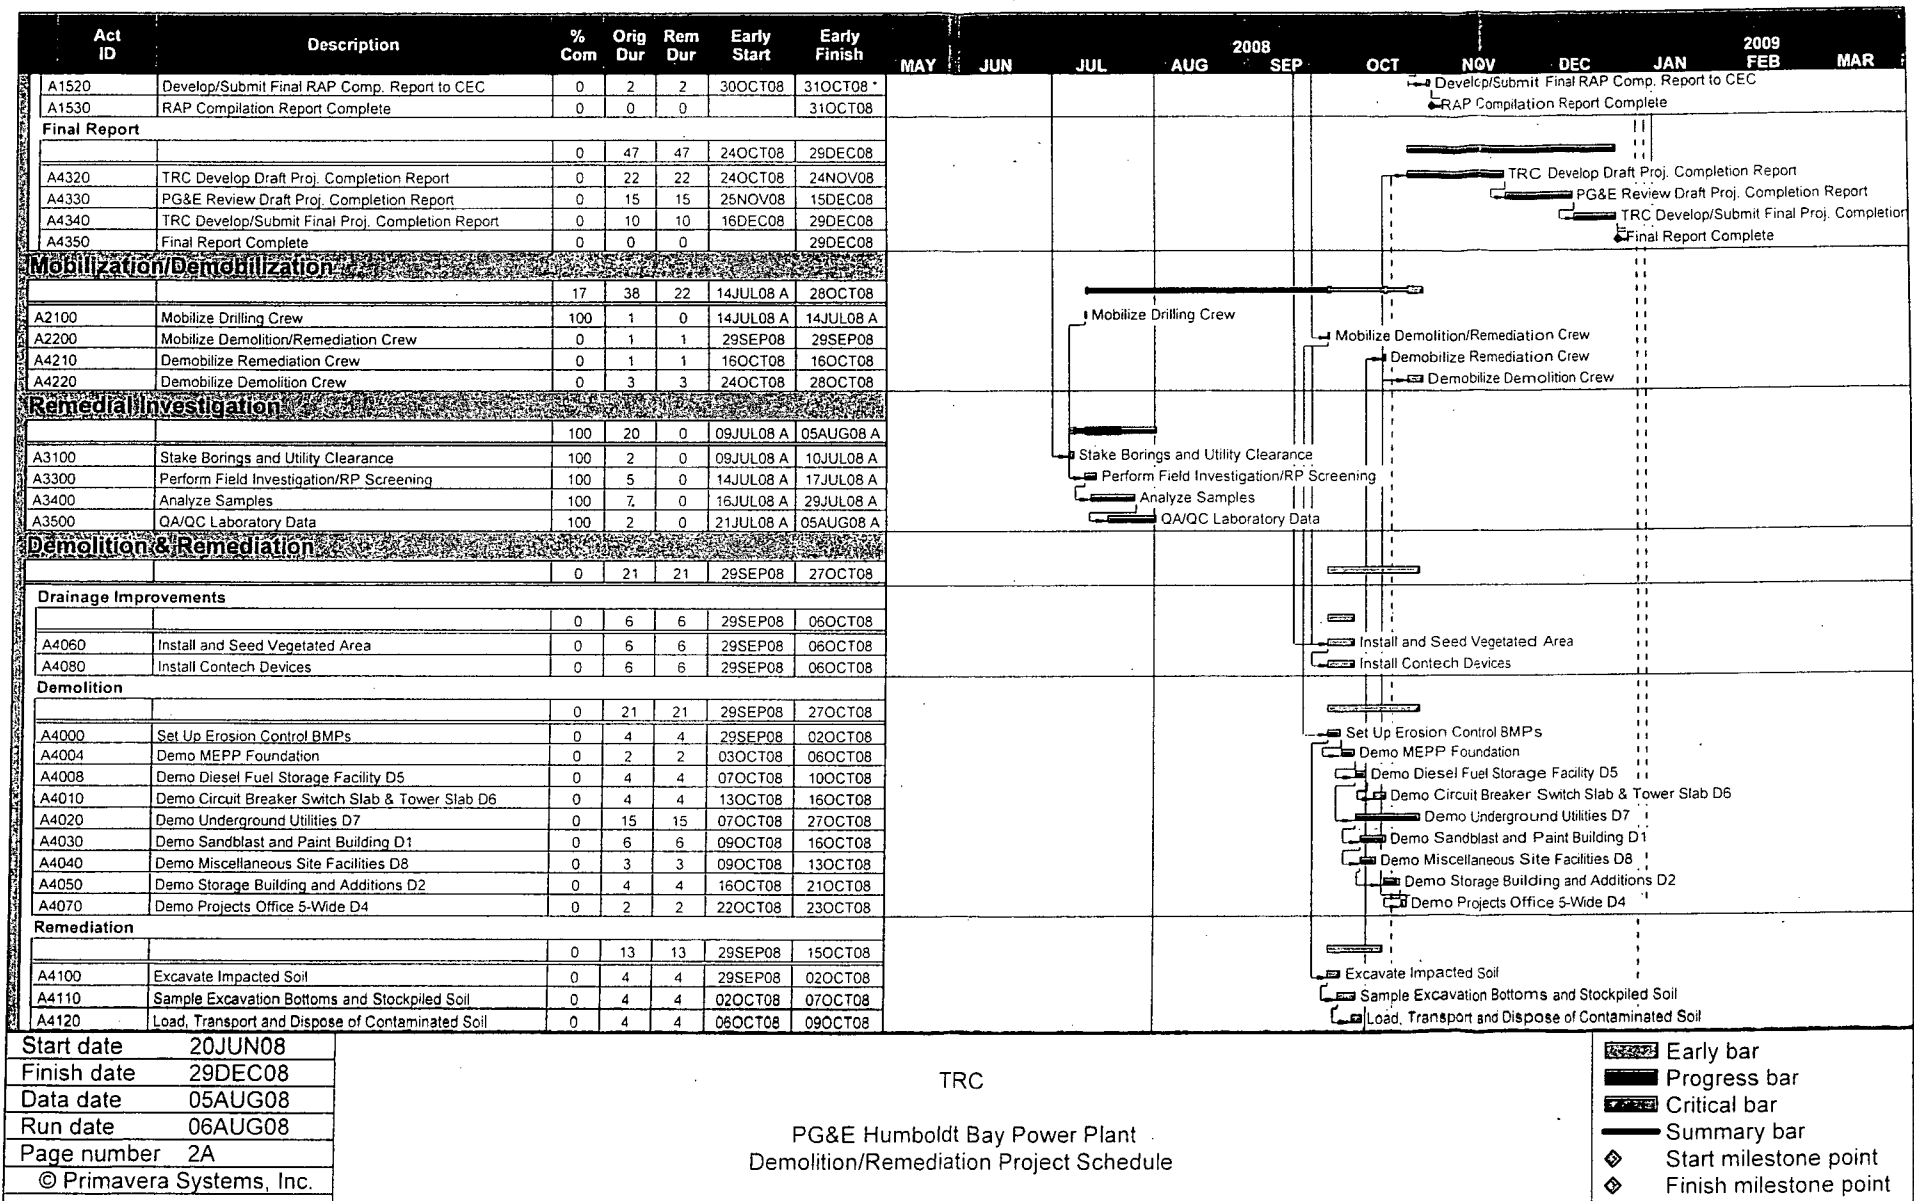 Act ID Description % Com Orig Dur Rem Dur Early Start Early Finish 2008 2009
MAY JUN JUL AUG SEP OCT NOV DEC JAN FEB MAR
A1520 Develop/Submit Final RAP Comp. Report to CEC 0 2 2 30OCT08 31OCT08 * Develop/Submit Final RAP Comp. Report to CEC
A1530 RAP Compilation Report Complete 0 0 0 31OCT08 RAP Compilation Report Complete
Final Report
0 47 47 24OCT08 29DEC08
A4320 TRC Develop Draft Proj. Completion Report 0 22 22 24OCT08 24NOV08 TRC Develop Draft Proj. Completion Report
A4330 PG&E Review Draft Proj. Completion Report 0 15 15 25NOV08 15DEC08 PG&E Review Draft Proj. Completion Report
A4340 TRC Develop/Submit Final Proj. Completion Report 0 10 10 16DEC08 29DEC08 TRC Develop/Submit Final Proj. Completion
A4350 Final Report Complete 0 0 0 29DEC08 Final Report Complete
Mobilization/Demobilization
17 38 22 14JUL08 A 28OCT08
A2100 Mobilize Drilling Crew 100 1 0 14JUL08 A 14JUL08 A Mobilize Drilling Crew
A2200 Mobilize Demolition/Remediation Crew 0 1 1 29SEP08 29SEP08 Mobilize Demolition/Remediation Crew
A4210 Demobilize Remediation Crew 0 1 1 16OCT08 16OCT08 Demobilize Remediation Crew
A4220 Demobilize Demolition Crew 0 3 3 24OCT08 28OCT08 Demobilize Demolition Crew
Remedial Investigation
100 20 0 09JUL08 A 05AUG08 A
A3100 Stake Borings and Utility Clearance 100 2 0 09JUL08 A 10JUL08 A Stake Borings and Utility Clearance
A3300 Perform Field Investigation/RP Screening 100 5 0 14JUL08 A 17JUL08 A Perform Field Investigation/RP Screening
A3400 Analyze Samples 100 7 0 16JUL08 A 29JUL08 A Analyze Samples
A3500 QA/QC Laboratory Data 100 2 0 21JUL08 A 05AUG08 A QA/QC Laboratory Data
Demolition & Remediation
0 21 21 29SEP08 27OCT08
Drainage Improvements
0 6 6 29SEP08 06OCT08
A4060 Install and Seed Vegetated Area 0 6 6 29SEP08 06OCT08 Install and Seed Vegetated Area
A4080 Install Contech Devices 0 6 6 29SEP08 06OCT08 Install Contech Devices
Demolition
0 21 21 29SEP08 27OCT08
A4000 Set Up Erosion Control BMPs 0 4 4 29SEP08 02OCT08 Set Up Erosion Control BMPs
A4004 Demo MEPP Foundation 0 2 2 03OCT08 06OCT08 Demo MEPP Foundation
A4008 Demo Diesel Fuel Storage Facility D5 0 4 4 07OCT08 10OCT08 Demo Diesel Fuel Storage Facility D5
A4010 Demo Circuit Breaker Switch Slab & Tower Slab D6 0 4 4 13OCT08 16OCT08 Demo Circuit Breaker Switch Slab & Tower Slab D6
A4020 Demo Underground Utilities D7 0 15 15 07OCT08 27OCT08 Demo Underground Utilities D7
A4030 Demo Sandblast and Paint Building D1 0 6 6 09OCT08 16OCT08 Demo Sandblast and Paint Building D1
A4040 Demo Miscellaneous Site Facilities D8 0 3 3 09OCT08 13OCT08 Demo Miscellaneous Site Facilities D8
A4050 Demo Storage Building and Additions D2 0 4 4 16OCT08 21OCT08 Demo Storage Building and Additions D2
A4070 Demo Projects Office 5-Wide D4 0 2 2 22OCT08 23OCT08 Demo Projects Office 5-Wide D4
Remediation
0 13 13 29SEP08 15OCT08
A4100 Excavate Impacted Soil 0 4 4 29SEP08 02OCT08 Excavate Impacted Soil
A4110 Sample Excavation Bottoms and Stockpiled Soil 0 4 4 02OCT08 07OCT08 Sample Excavation Bottoms and Stockpiled Soil
A4120 Load, Transport and Dispose of Contaminated Soil 0 4 4 06OCT08 09OCT08 Load, Transport and Dispose of Contaminated Soil
Start date 20JUN08
Finish date 29DEC08
Data date 05AUG08
Run date 06AUG08
Page number 2A
© Primavera Systems, Inc.
TRC
PG&E Humboldt Bay Power Plant
Demolition/Remediation Project Schedule
Early bar
Progress bar
Critical bar
Summary bar
Start milestone point
Finish milestone point